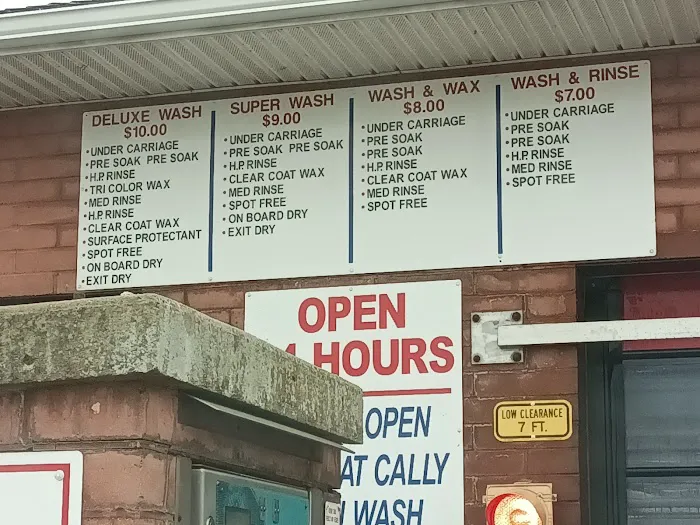 DELUXE WASH
$10.00
• UNDER CARRIAGE
• PRE SOAK PRE SOAK
• H.P. RINSE
• TRI COLOR WAX
• MED RINSE
• H.P. RINSE
• CLEAR COAT WAX
• SURFACE PROTECTANT
• SPOT FREE
• ON BOARD DRY
• EXIT DRY
SUPER WASH
$9.00
• UNDER CARRIAGE
• PRE SOAK PRE SOAK
• H.P. RINSE
• CLEAR COAT WAX
• MED RINSE
• SPOT FREE
• ON BOARD DRY
• EXIT DRY
WASH & WAX
$8.00
• UNDER CARRIAGE
• PRE SOAK
• PRE SOAK
• H.P. RINSE
• CLEAR COAT WAX
• MED RINSE
• SPOT FREE
WASH & RINSE
$7.00
• UNDER CARRIAGE
• PRE SOAK
• PRE SOAK
• H.P. RINSE
• MED RINSE
• SPOT FREE
OPEN
HOURS
OPEN
AT CALLY
WASH
LOW CLEARANCE
7 FT.